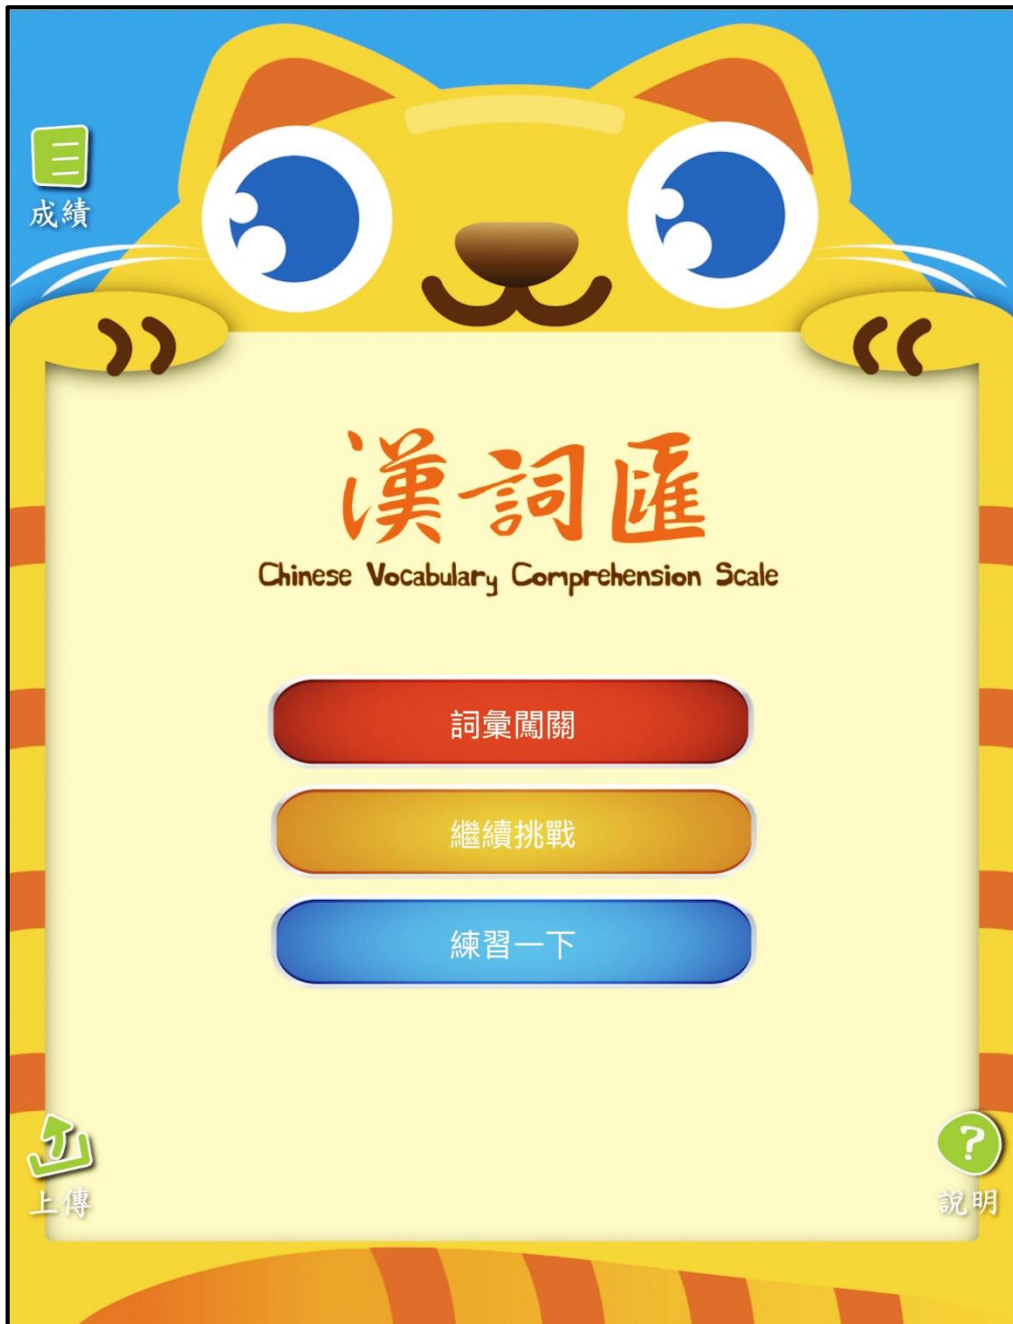 成績
漢詞匯
Chinese Vocabulary Comprehension Scale
詞彙闖關
繼續挑戰
練習一下
上傳
?
說明